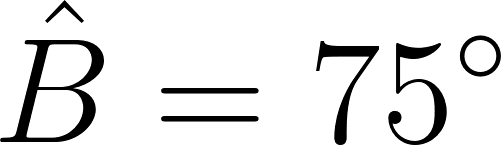 B̂ = 75°